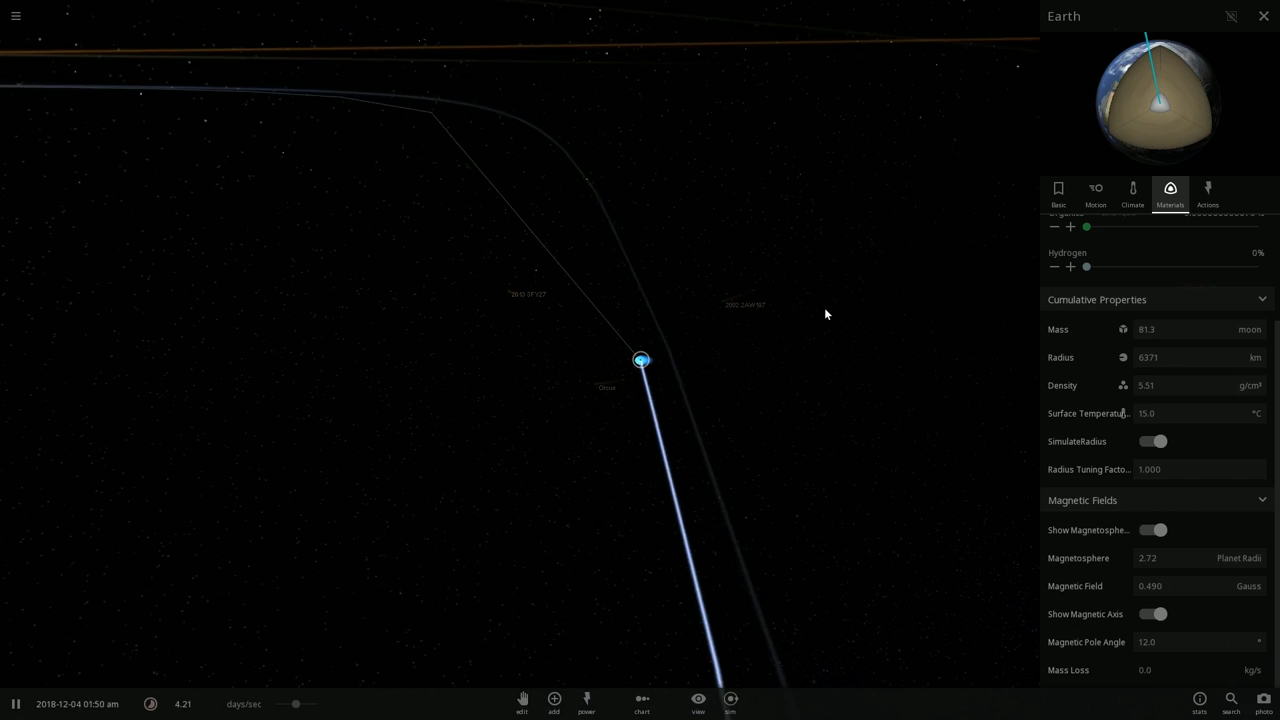 Earth
Basic
Motion
Climate
Materials
Actions
Hydrogen 0%
Cumulative Properties
Mass 81.3 moon
Radius 6371 km
Density 5.51 g/cm³
Surface Temperatu... 15.0 °C
SimulateRadius
Radius Tuning Facto... 1.000
Magnetic Fields
Show Magnetosphe...
Magnetosphere 2.72 Planet Radii
Magnetic Field 0.490 Gauss
Show Magnetic Axis
Magnetic Pole Angle 12.0 °
Mass Loss 0.0 kg/s
Orcus
2018-12-04 01:50 am 4.21 days/sec
edit
add
power
chart
view
sim
stats
search
photo